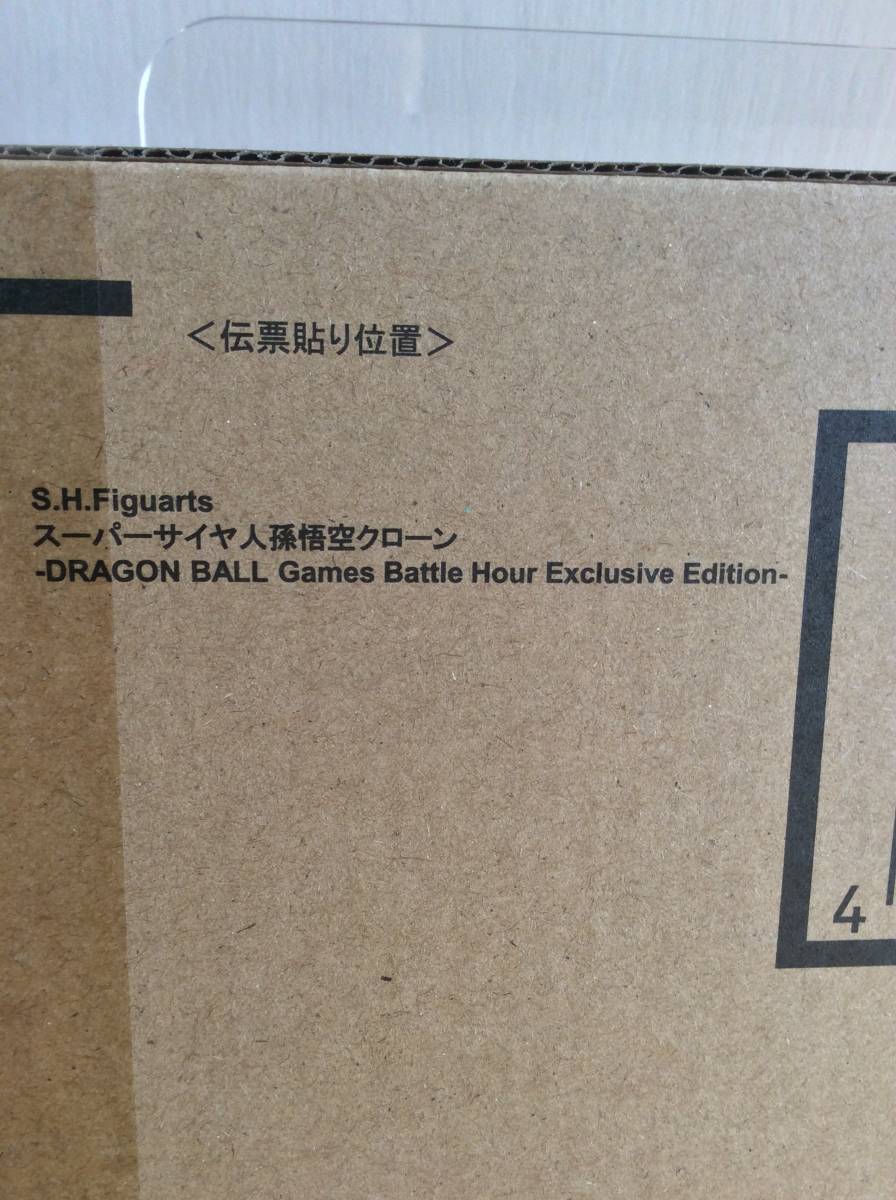 ＜伝票貼り位置＞
S.H.Figuarts
スーパーサイヤ人孫悟空クローン
-DRAGON BALL Games Battle Hour Exclusive Edition-
4